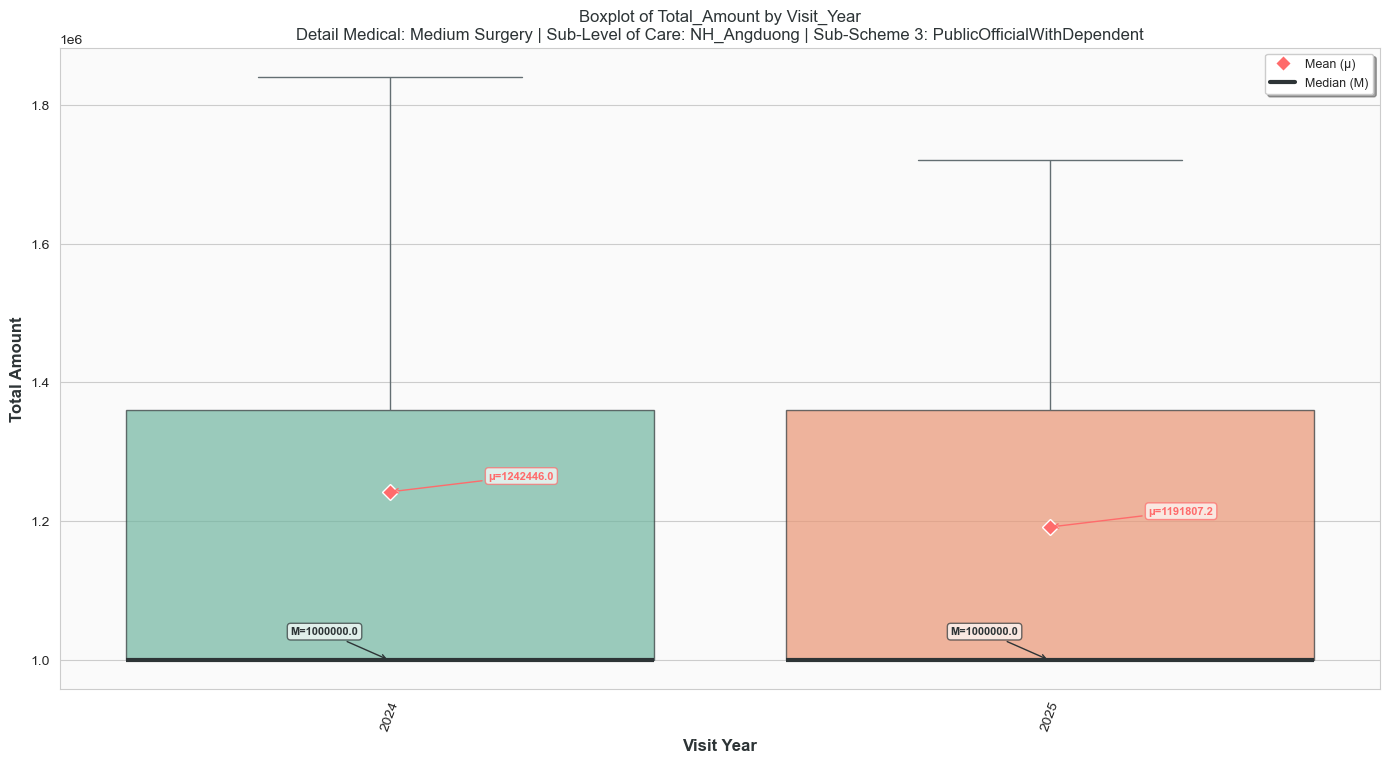 Boxplot of Total_Amount by Visit_Year
Detail Medical: Medium Surgery | Sub-Level of Care: NH_Angduong | Sub-Scheme 3: PublicOfficialWithDependent
1e6
Mean (μ)
Median (M)
1.8
1.6
1.4
1.2
1.0
Total Amount
μ=1242446.0
μ=1191807.2
M=1000000.0
M=1000000.0
2024
2025
Visit Year